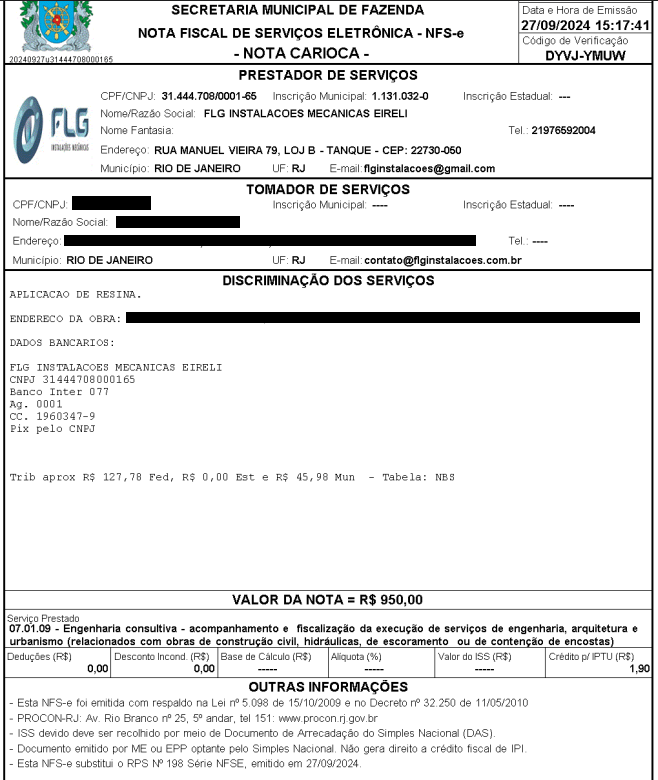 SECRETARIA MUNICIPAL DE FAZENDA
NOTA FISCAL DE SERVIÇOS ELETRÔNICA - NFS-e
- NOTA CARIOCA -
20240927u31444708000165
Data e Hora de Emissão
27/09/2024 15:17:41
Código de Verificação
DYVJ-YMUW
PRESTADOR DE SERVIÇOS
FLG
INSTALAÇÕES MECÂNICAS
CPF/CNPJ: 31.444.708/0001-65 Inscrição Municipal: 1.131.032-0 Inscrição Estadual: ---
Nome/Razão Social: FLG INSTALACOES MECANICAS EIRELI
Nome Fantasia: Tel.: 21976592004
Endereço: RUA MANUEL VIEIRA 79, LOJ B - TANQUE - CEP: 22730-050
Município: RIO DE JANEIRO UF: RJ E-mail: flginstalacoes@gmail.com
TOMADOR DE SERVIÇOS
CPF/CNPJ: Inscrição Municipal: ---- Inscrição Estadual: ----
Nome/Razão Social:
Endereço: Tel.: ----
Município: RIO DE JANEIRO UF: RJ E-mail: contato@flginstalacoes.com.br
DISCRIMINAÇÃO DOS SERVIÇOS
APLICACAO DE RESINA.
ENDERECO DA OBRA:
DADOS BANCARIOS:
FLG INSTALACOES MECANICAS EIRELI
CNPJ 31444708000165
Banco Inter 077
Ag. 0001
CC. 1960347-9
Pix pelo CNPJ
Trib aprox R$ 127,78 Fed, R$ 0,00 Est e R$ 45,98 Mun - Tabela: NBS
VALOR DA NOTA = R$ 950,00
Serviço Prestado
07.01.09 - Engenharia consultiva - acompanhamento e fiscalização da execução de serviços de engenharia, arquitetura e
urbanismo (relacionados com obras de construção civil, hidráulicas, de escoramento ou de contenção de encostas)
Deduções (R$) Desconto Incond. (R$) Base de Cálculo (R$) Alíquota (%) Valor do ISS (R$) Crédito p/ IPTU (R$)
0,00 0,00 ----- ----- ----- 1,90
OUTRAS INFORMAÇÕES
- Esta NFS-e foi emitida com respaldo na Lei nº 5.098 de 15/10/2009 e no Decreto nº 32.250 de 11/05/2010
- PROCON-RJ: Av. Rio Branco nº 25, 5º andar, tel 151: www.procon.rj.gov.br
- ISS devido deve ser recolhido por meio de Documento de Arrecadação do Simples Nacional (DAS).
- Documento emitido por ME ou EPP optante pelo Simples Nacional. Não gera direito a crédito fiscal de IPI.
- Esta NFS-e substitui o RPS Nº 198 Série NFSE, emitido em 27/09/2024.